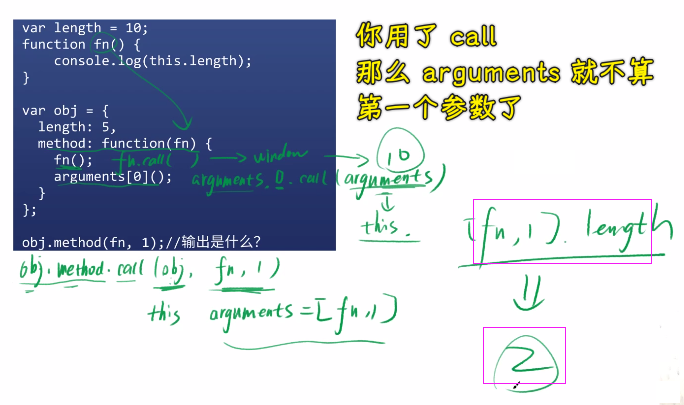 var length = 10;
function fn() {
console.log(this.length);
}
var obj = {
length: 5,
method: function(fn) {
fn();
arguments[0]();
}
};
obj.method(fn, 1);//输出是什么?
你用了 call
那么 arguments 就不算
第一个参数了
fn.call( ) → window → 10
arguments.0.call(arguments)
⇓
this.
obj.method.call(obj, fn, 1)
this arguments=[fn,1]
[fn,1].length
⇓
2